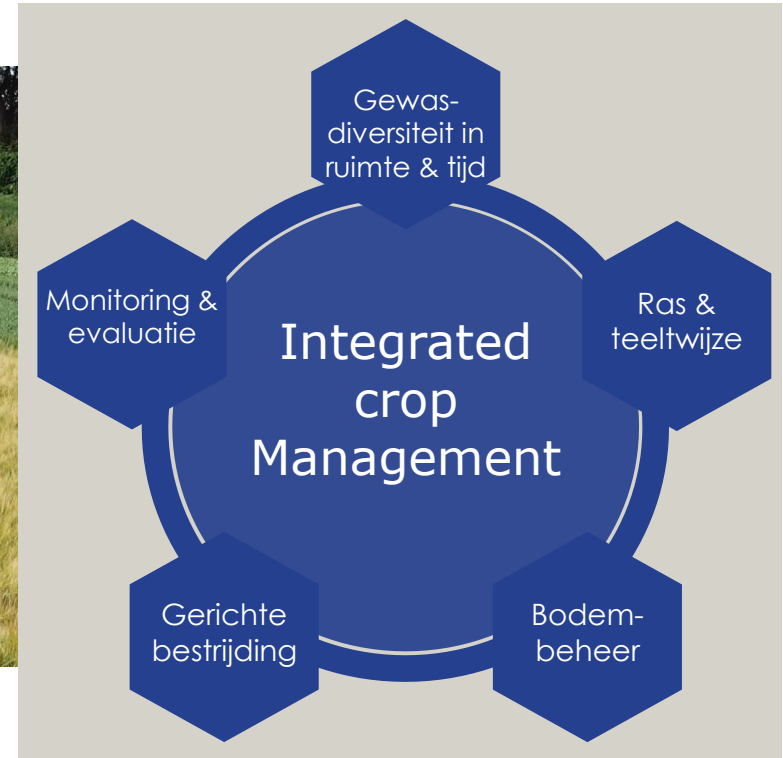 Gewas-
diversiteit in
ruimte & tijd
Monitoring &
evaluatie
Ras &
teeltwijze
Integrated
crop
Management
Gerichte
bestrijding
Bodem-
beheer